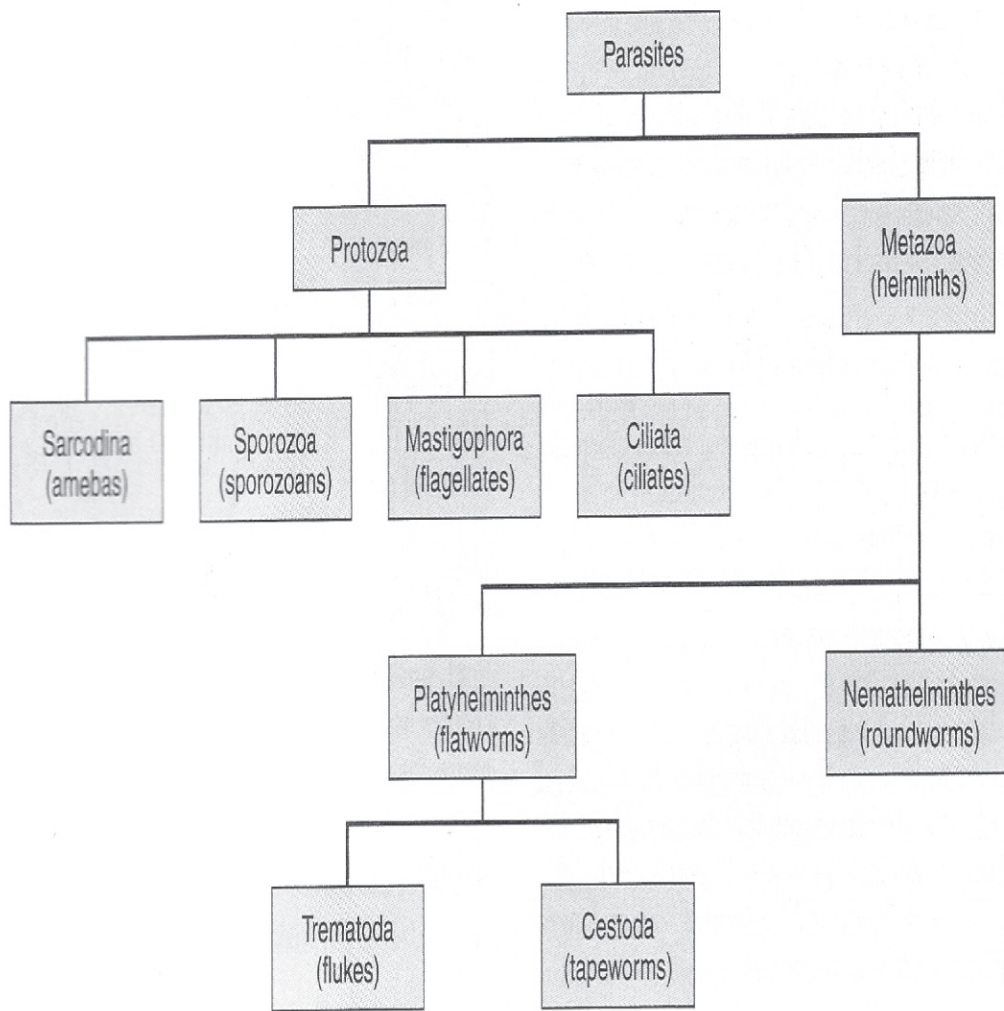 Parasites
Protozoa
Metazoa
(helminths)
Sarcodina
(amebas)
Sporozoa
(sporozoans)
Mastigophora
(flagellates)
Ciliata
(ciliates)
Platyhelminthes
(flatworms)
Nemathelminthes
(roundworms)
Trematoda
(flukes)
Cestoda
(tapeworms)